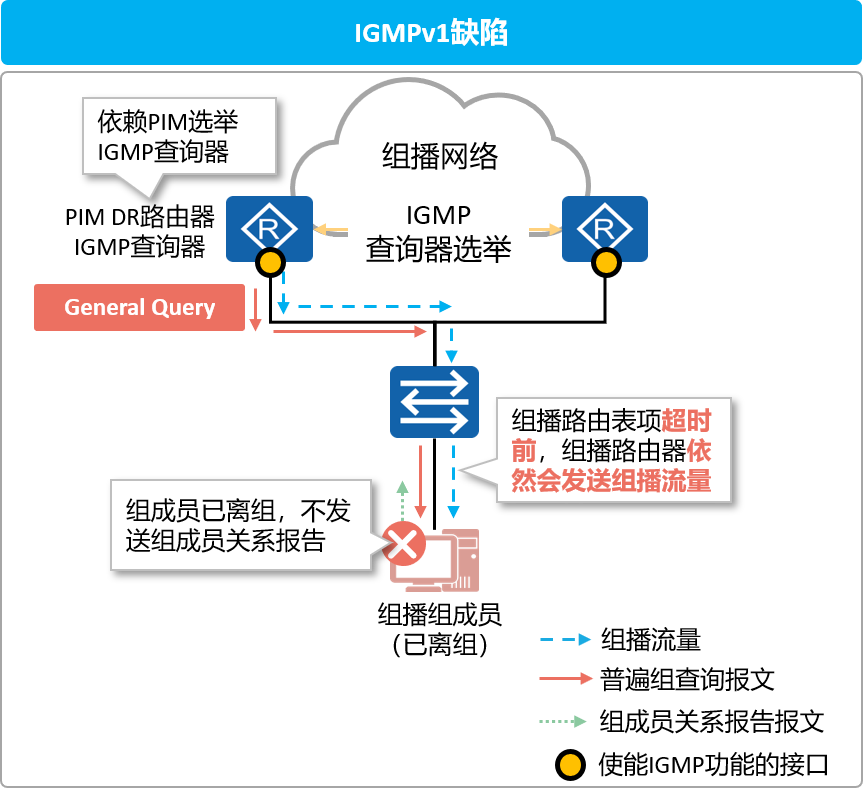 IGMPv1缺陷
依赖PIM选举
IGMP查询器
组播网络
PIM DR路由器
IGMP查询器
R
IGMP
查询器选举
R
General Query
组播路由表项超时
前，组播路由器依
然会发送组播流量
组成员已离组，不发
送组成员关系报告
组播组成员
（已离组）
组播流量
普遍组查询报文
组成员关系报告报文
使能IGMP功能的接口